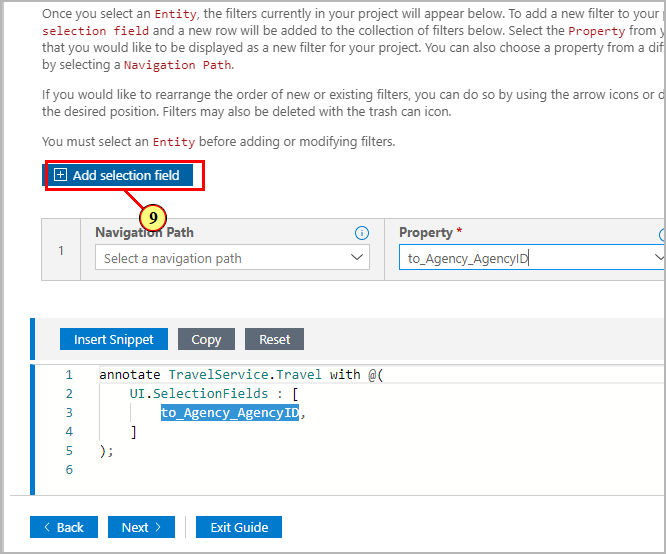 Once you select an Entity, the filters currently in your project will appear below. To add a new filter to your
selection field and a new row will be added to the collection of filters below. Select the Property from
that you would like to be displayed as a new filter for your project. You can also choose a property from a
by selecting a Navigation Path.
If you would like to rearrange the order of new or existing filters, you can do so by using the arrow icons or
the desired position. Filters may also be deleted with the trash can icon.
You must select an Entity before adding or modifying filters.
Add selection field
9
Navigation Path
Property *
1
Select a navigation path
to_Agency_AgencyID
Insert Snippet
Copy
Reset
1 annotate TravelService.Travel with @(
2 UI.SelectionFields : [
3 to_Agency_AgencyID,
4 ]
5 );
6
Back
Next
Exit Guide